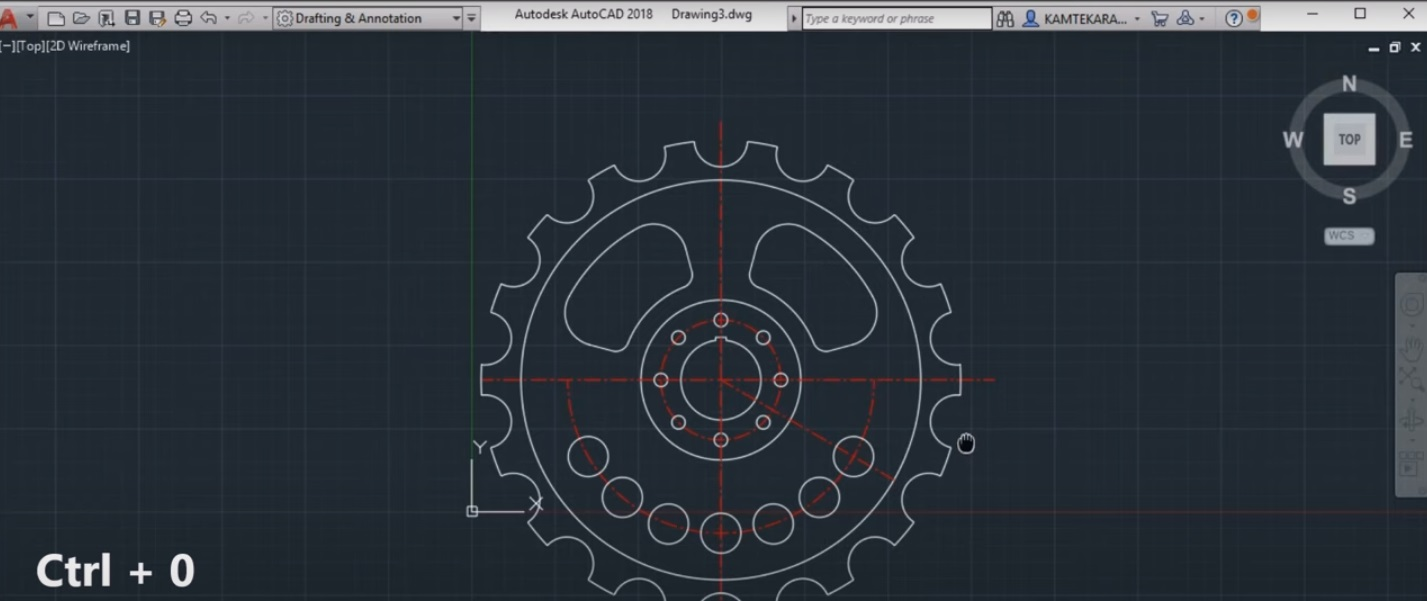 Drafting & Annotation
Autodesk AutoCAD 2018 Drawing3.dwg
Type a keyword or phrase
KAMTEKARA...
?
[−][Top][2D Wireframe]
N
W TOP E
S
WCS
Y
X
Ctrl + 0